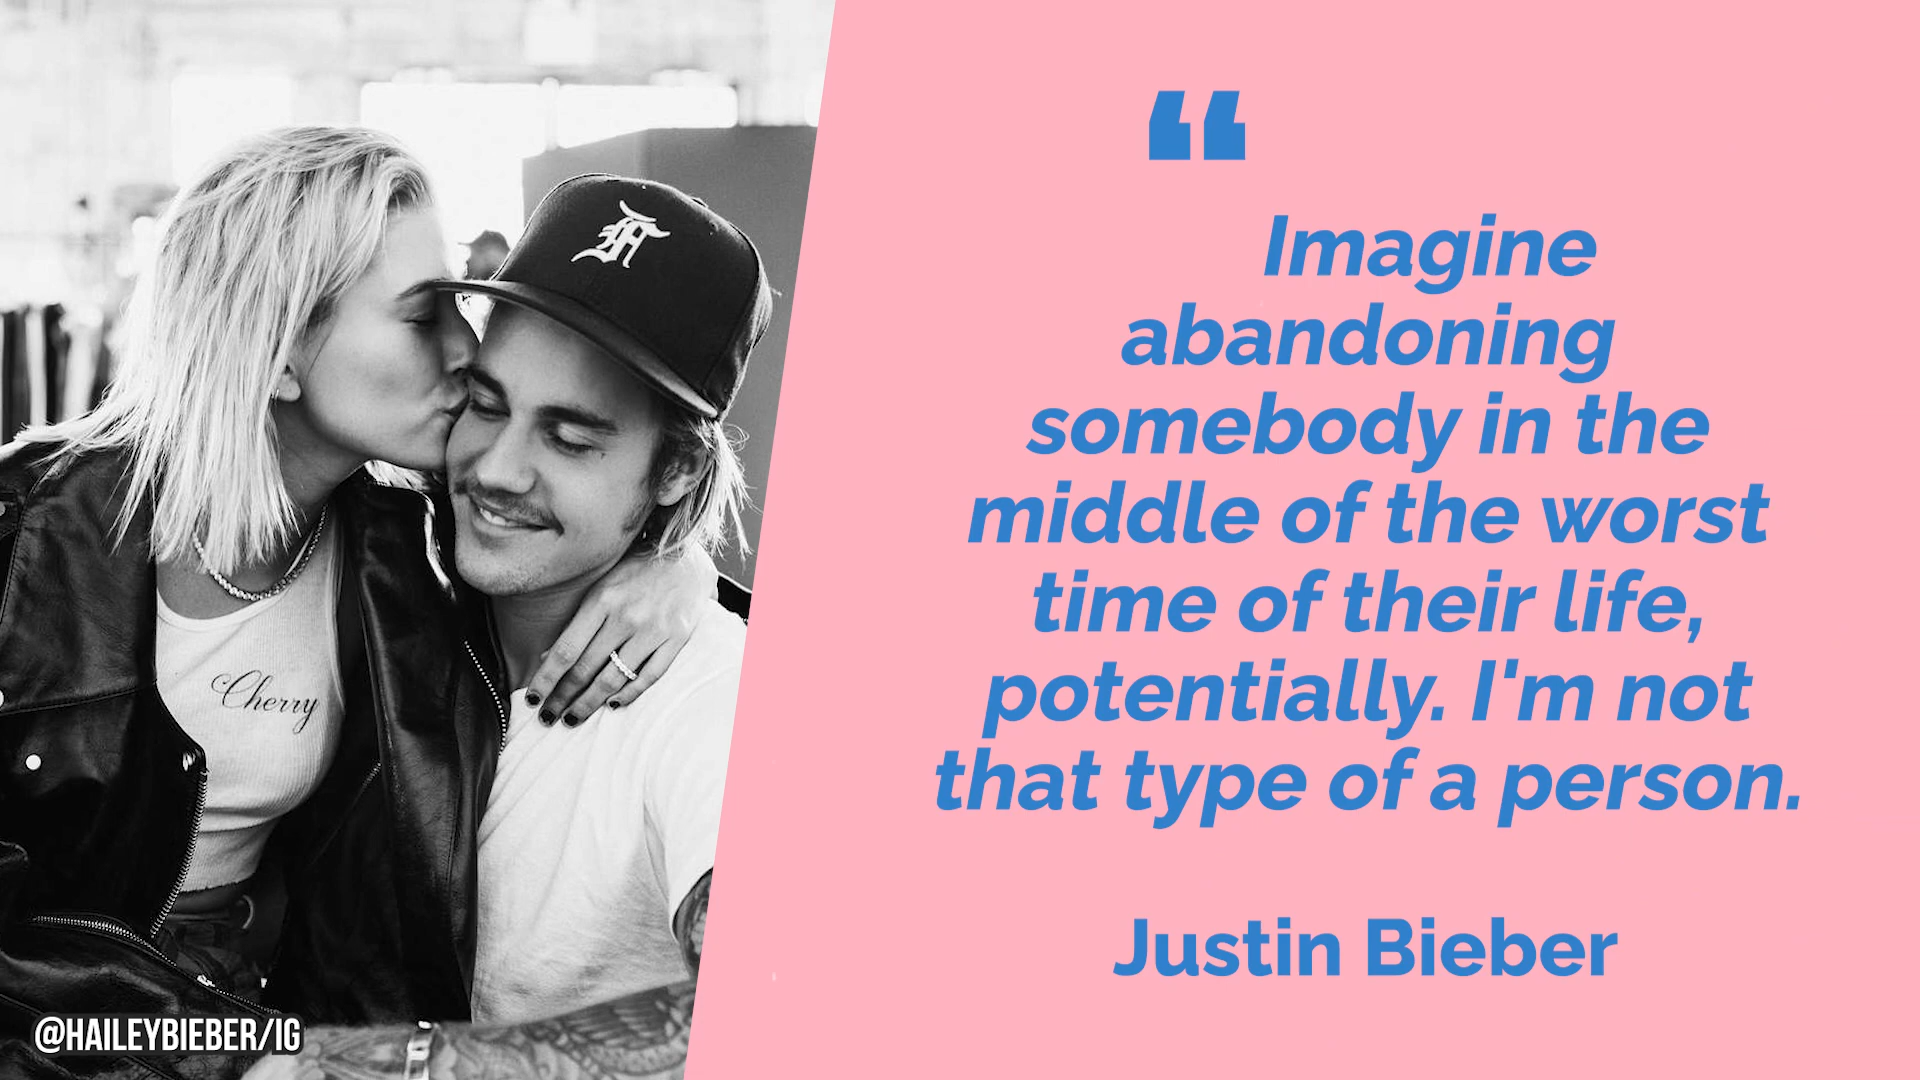 “
Imagine
abandoning
somebody in the
middle of the worst
time of their life,
potentially. I'm not
that type of a person.
Justin Bieber
Cherry
@HAILEYBIEBER/IG